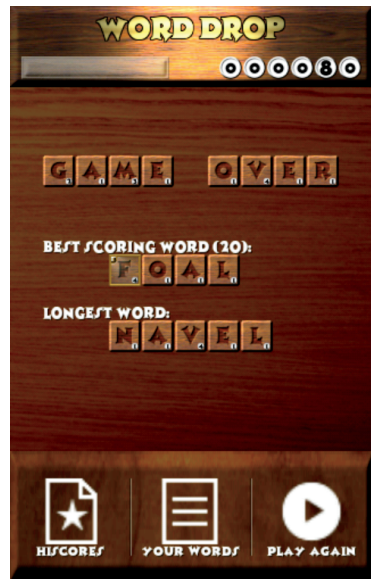 WORD DROP
000080
GAME OVER
BEST SCORING WORD (20):
FOAL
LONGEST WORD:
NAVEL
HISCORES YOUR WORDS PLAY AGAIN